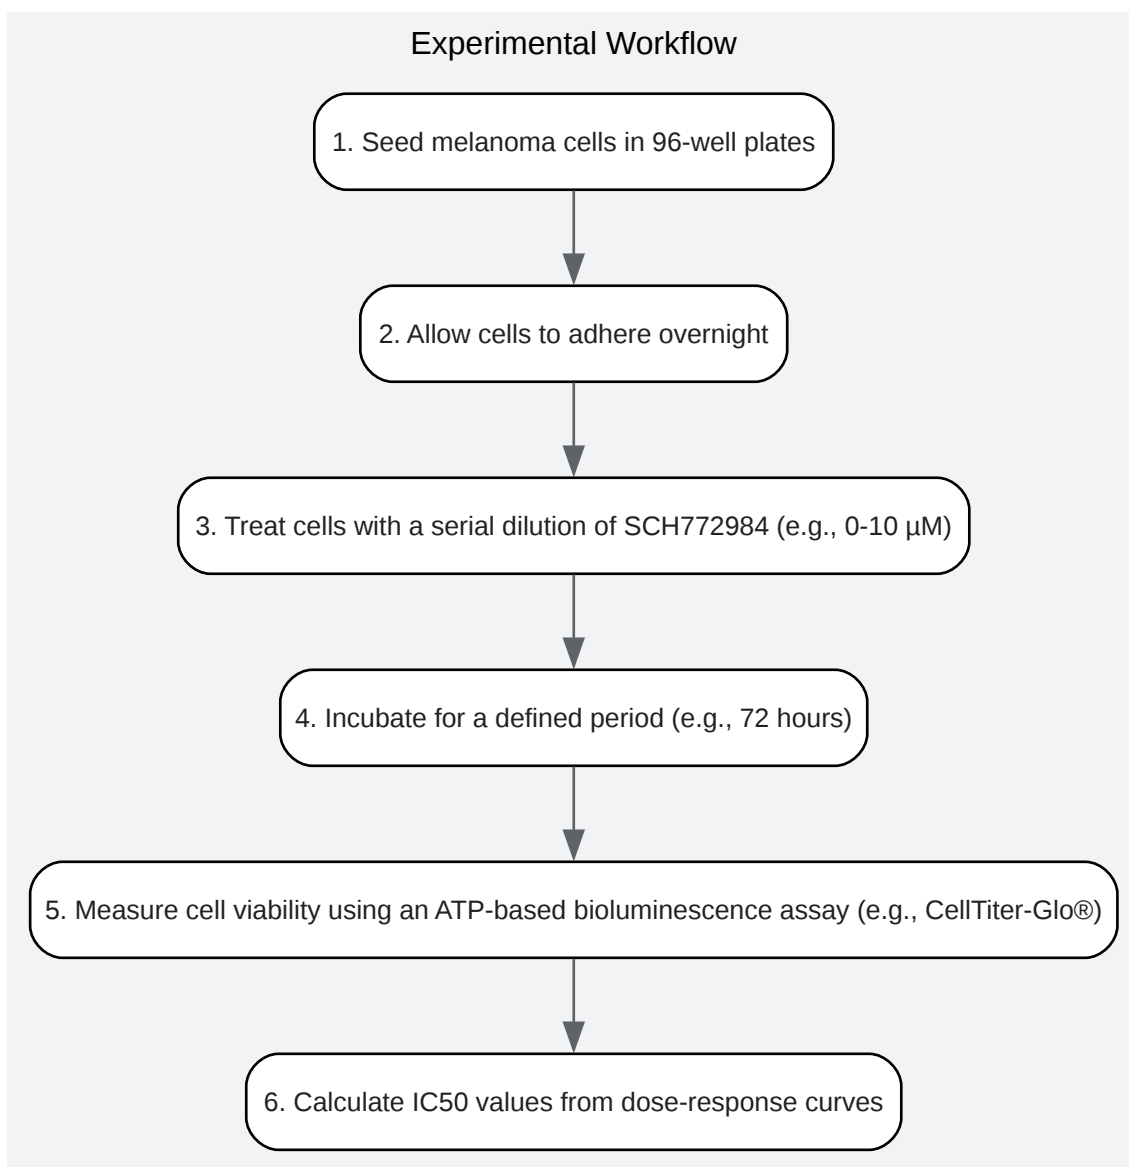 Experimental Workflow
1. Seed melanoma cells in 96-well plates
2. Allow cells to adhere overnight
3. Treat cells with a serial dilution of SCH772984 (e.g., 0-10 µM)
4. Incubate for a defined period (e.g., 72 hours)
5. Measure cell viability using an ATP-based bioluminescence assay (e.g., CellTiter-Glo®)
6. Calculate IC50 values from dose-response curves